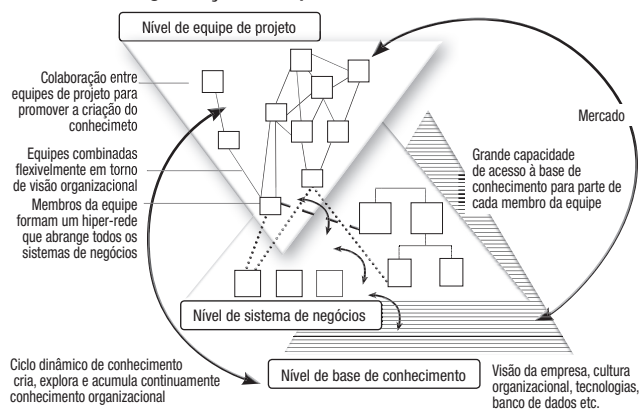 Nível de equipe de projeto
Colaboração entre
equipes de projeto para
promover a criação do
conhecimeto
Equipes combinadas
flexivelmente em torno
de visão organizacional
Membros da equipe
formam um hiper-rede
que abrange todos os
sistemas de negócios
Mercado
Grande capacidade
de acesso à base de
conhecimento para parte de
cada membro da equipe
Nível de sistema de negócios
Ciclo dinâmico de conhecimento
cria, explora e acumula continuamente
conhecimento organizacional
Nível de base de conhecimento
Visão da empresa, cultura
organizacional, tecnologias,
banco de dados etc.